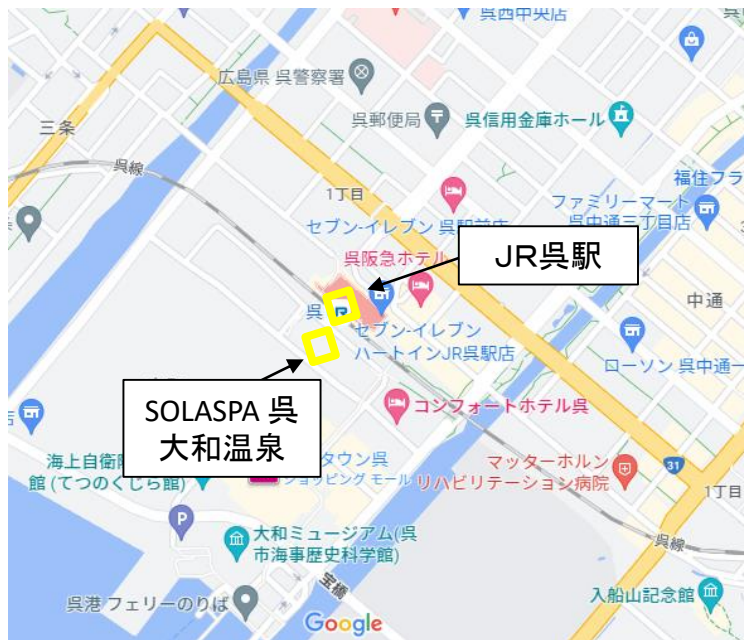 呉西中央店
広島県 呉警察署
呉郵便局
呉信用金庫ホール
三条
呉線
1丁目
福住フラ
ファミリーマート
呉中通三丁目店
セブン-イレブン 呉駅前店
呉阪急ホテル
JR呉駅
中通
呉
セブン-イレブン
ハートインJR呉駅店
ローソン 呉中通一
SOLASPA 呉
大和温泉
コンフォートホテル呉
海上自衛隊
館 (てつのくじら館)
タウン呉
ショッピング モール
マッターホルン
リハビリテーション病院
31
1丁目
P
大和ミュージアム(呉
市海事歴史科学館)
呉線
宝橋
呉港 フェリーのりば
入船山記念館
Google